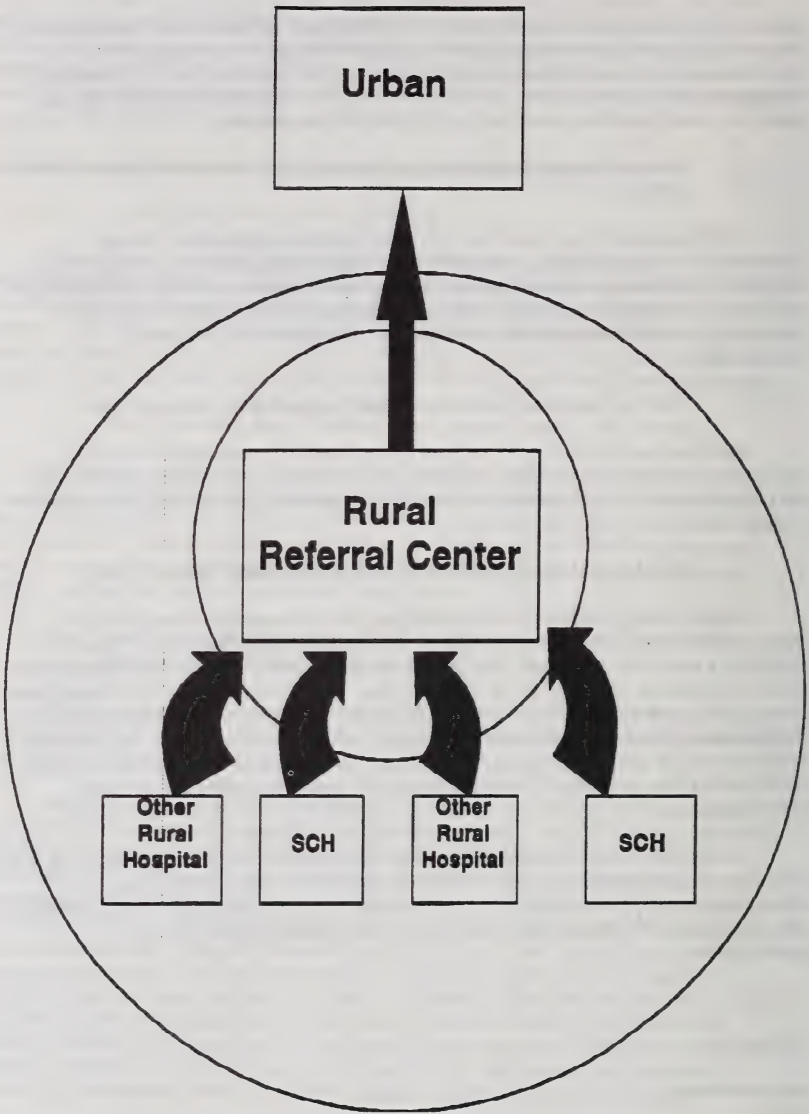 Urban
Rural
Referral Center
Other
Rural
Hospital
SCH
Other
Rural
Hospital
SCH